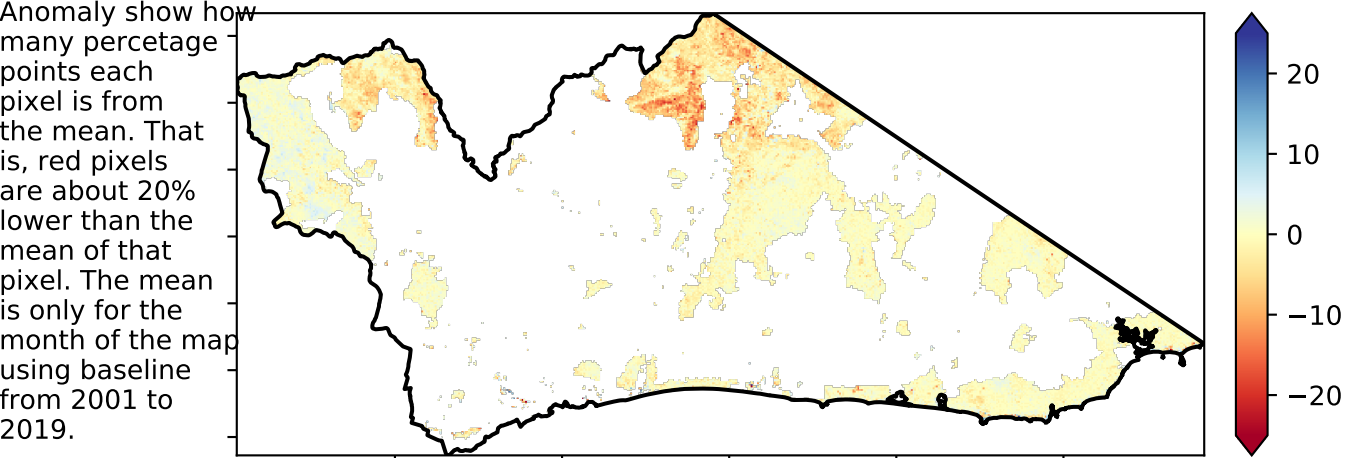 Anomaly show how
many percetage
points each
pixel is from
the mean. That
is, red pixels
are about 20%
lower than the
mean of that
pixel. The mean
is only for the
month of the map
using baseline
from 2001 to
2019.
20
10
0
−10
−20